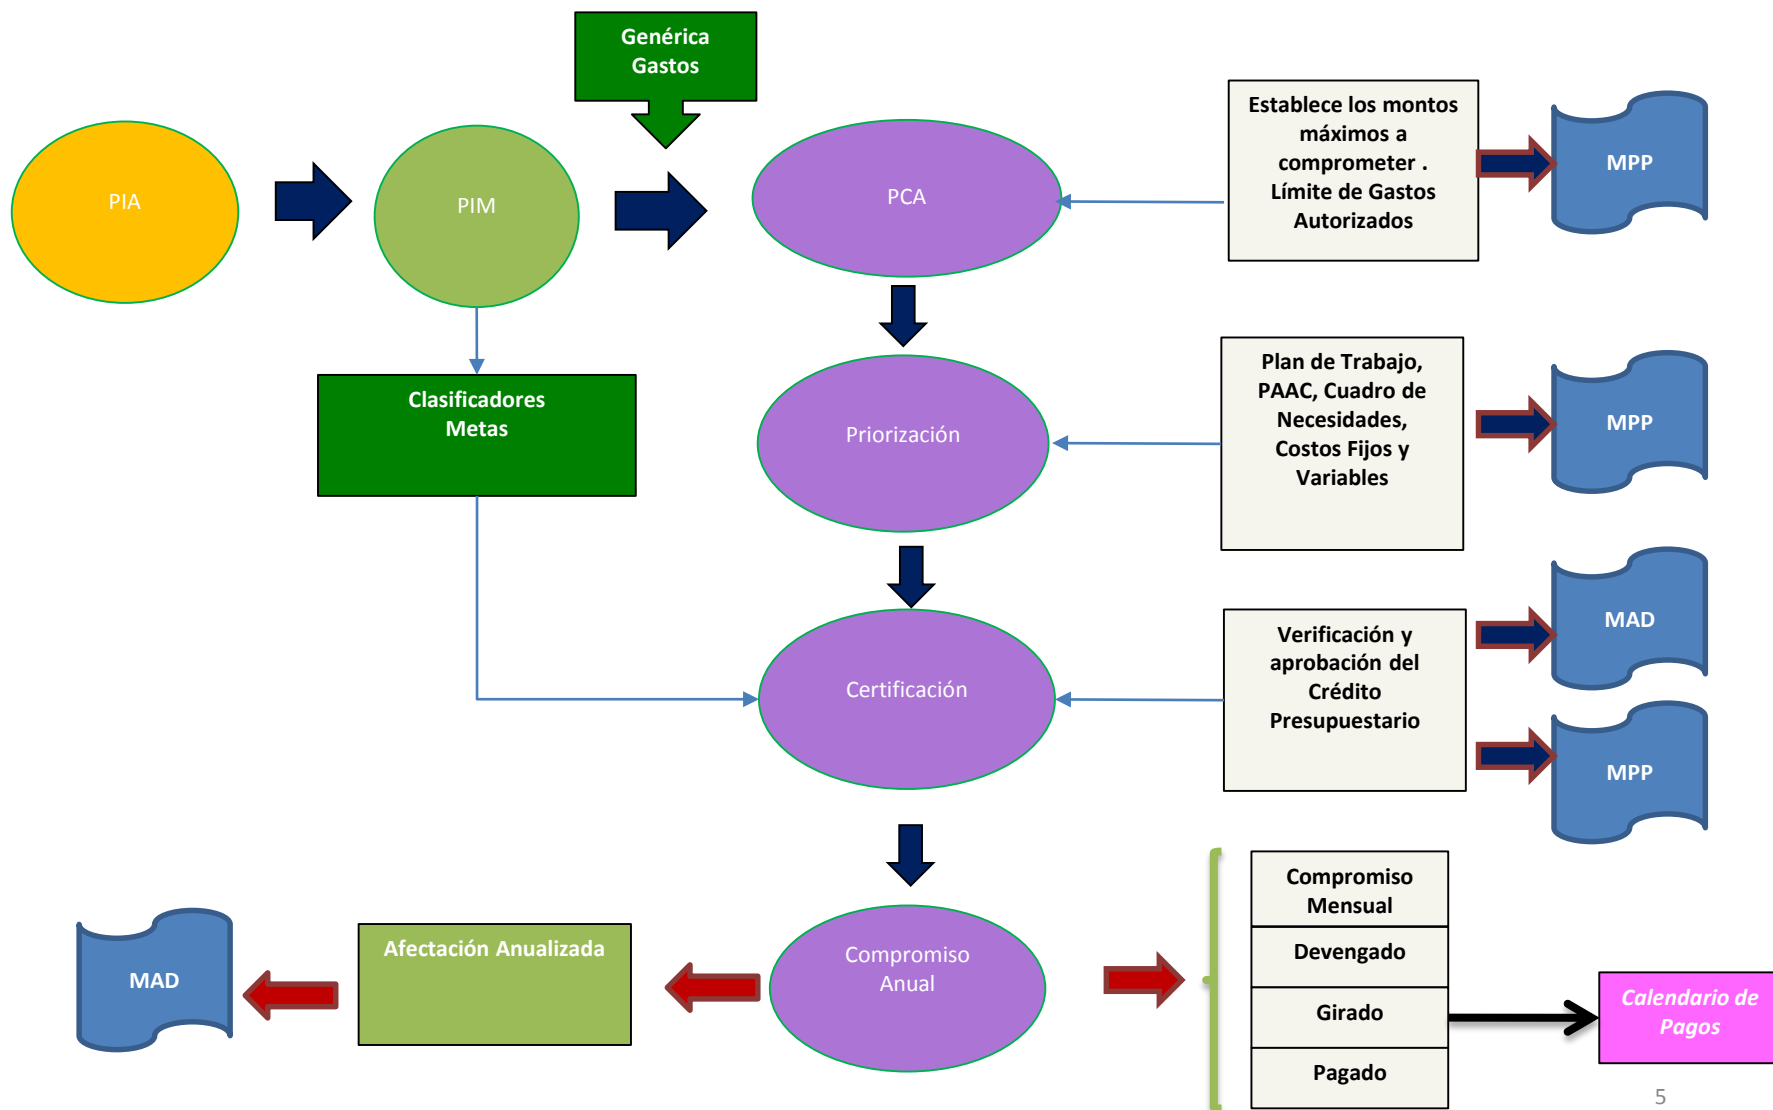 Genérica
Gastos
PIA
PIM
PCA
Establece los montos
máximos a
comprometer .
Límite de Gastos
Autorizados
MPP
Clasificadores
Metas
Priorización
Plan de Trabajo,
PAAC, Cuadro de
Necesidades,
Costos Fijos y
Variables
MPP
Certificación
Verificación y
aprobación del
Crédito
Presupuestario
MAD
MPP
MAD
Afectación Anualizada
Compromiso
Anual
Compromiso
Mensual
Devengado
Girado
Pagado
Calendario de
Pagos
5